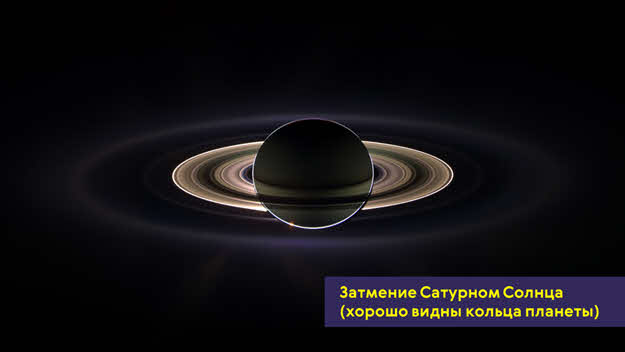 Затмение Сатурном Солнца
(хорошо видны кольца планеты)